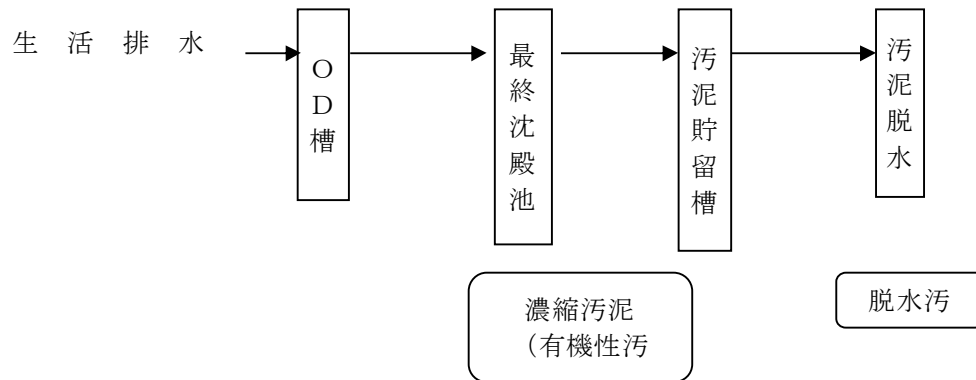 生活排水
OD槽
最終沈殿池
汚泥貯留槽
汚泥脱水
濃縮汚泥
（有機性汚
脱水汚